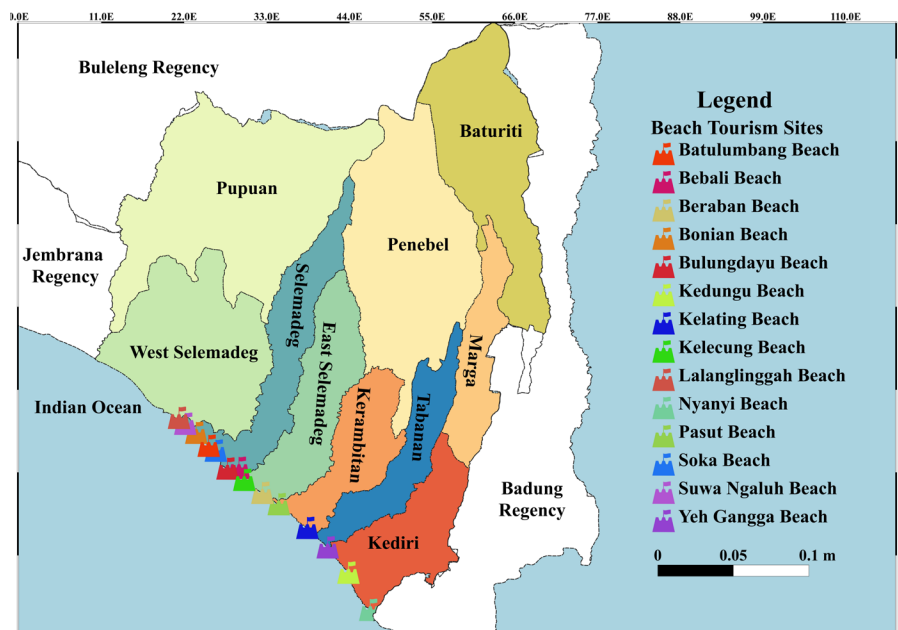 0.0E 11.0E 22.0E 33.0E 44.0E 55.0E 66.0E 77.0E 88.0E 99.0E 110.0E
Buleleng Regency
Baturiti
Pupuan
Penebel
Jembrana
Regency
Selemadeg
East Selemadeg
West Selemadeg
Marga
Kerambitan
Tabanan
Indian Ocean
Badung
Regency
Kediri
Legend
Beach Tourism Sites
Batulumbang Beach
Bebali Beach
Beraban Beach
Bonian Beach
Bulungdayu Beach
Kedungu Beach
Kelating Beach
Kelecung Beach
Lalanglinggah Beach
Nyanyi Beach
Pasut Beach
Soka Beach
Suwa Ngaluh Beach
Yeh Gangga Beach
0 0.05 0.1 m